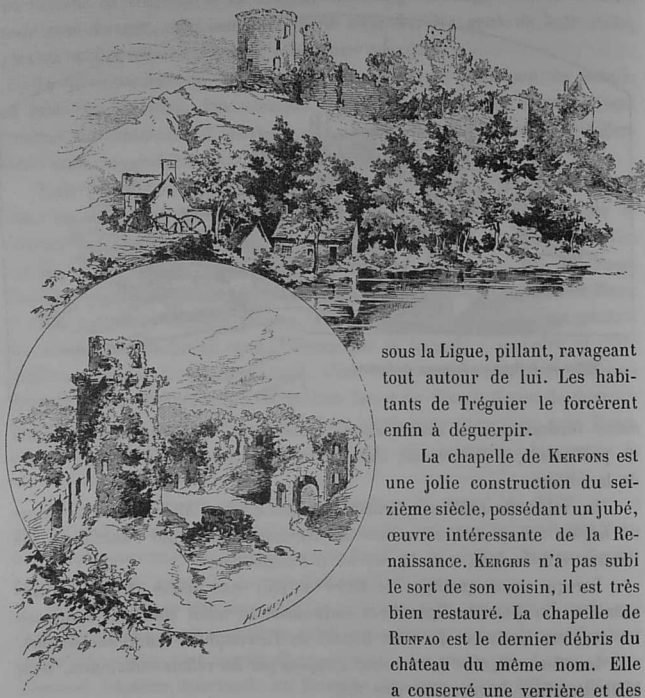 H. TOUSSAINT
sous la Ligue, pillant, ravageant
tout autour de lui. Les habi-
tants de Tréguier le forcèrent
enfin à déguerpir.
La chapelle de KERFONS est
une jolie construction du sei-
zième siècle, possédant un jubé,
œuvre intéressante de la Re-
naissance. KERGRIS n'a pas subi
le sort de son voisin, il est très
bien restauré. La chapelle de
RUNFAO est le dernier débris du
château du même nom. Elle
a conservé une verrière et des